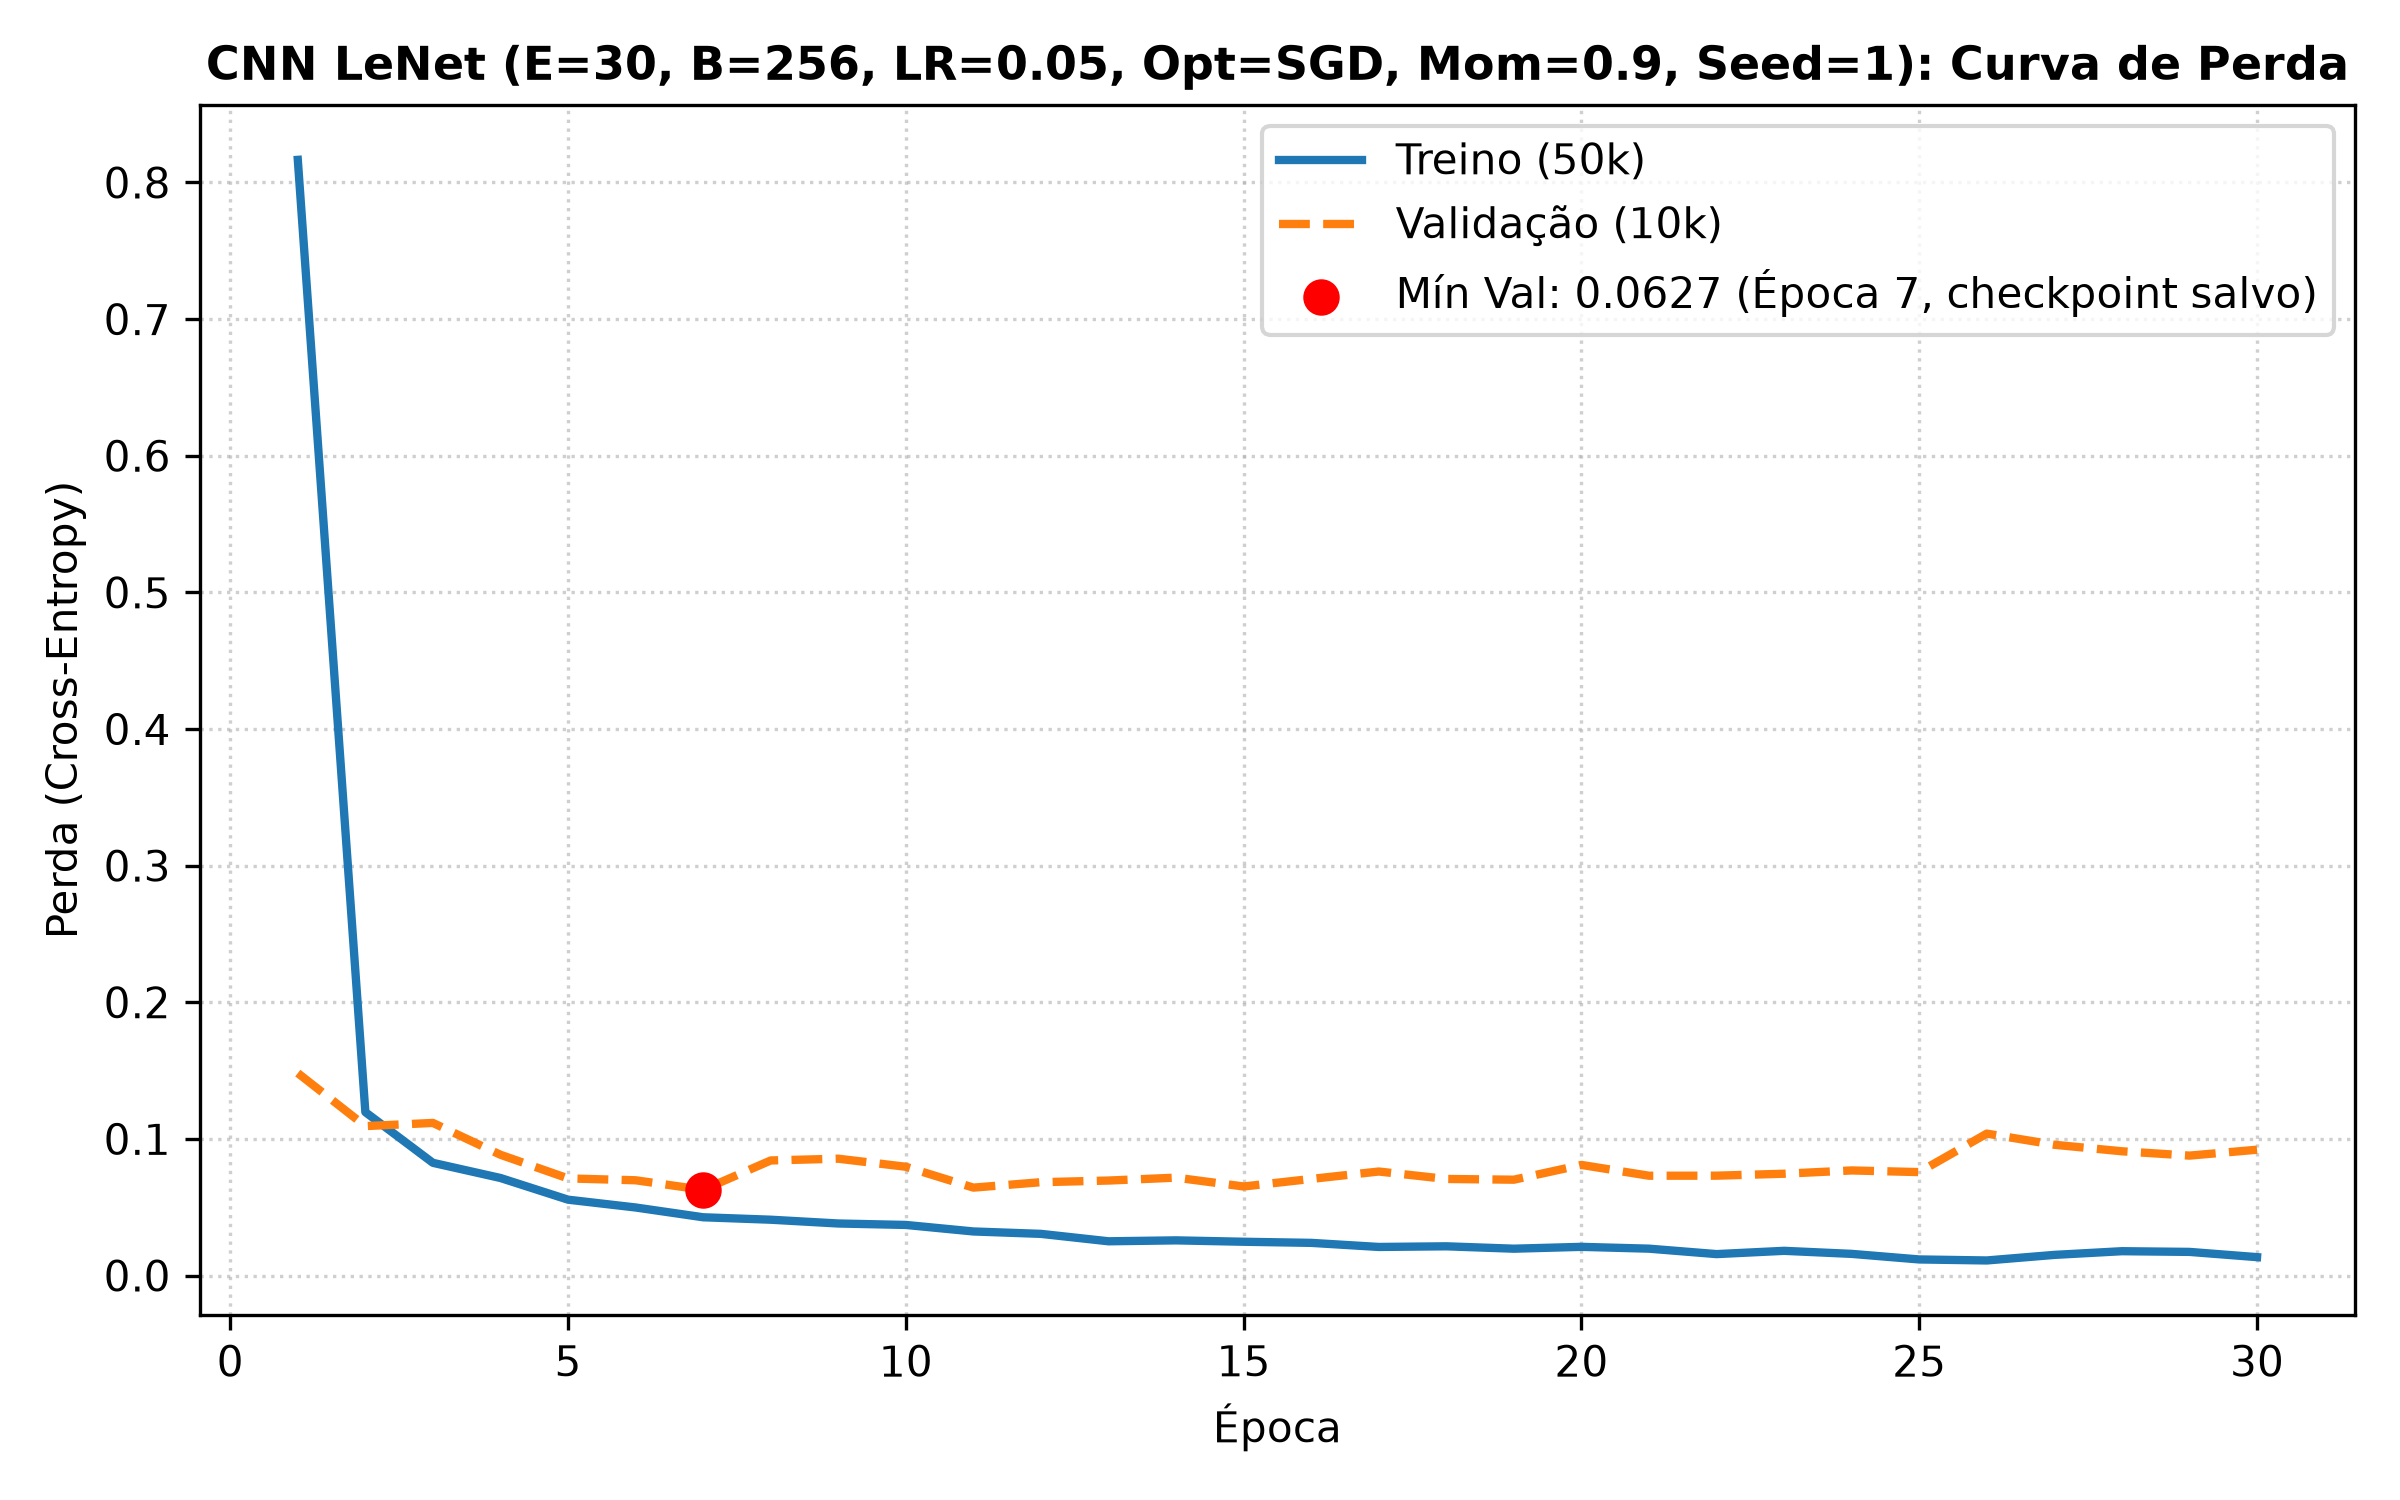 CNN LeNet (E=30, B=256, LR=0.05, Opt=SGD, Mom=0.9, Seed=1): Curva de Perda
Treino (50k)
Validação (10k)
Mín Val: 0.0627 (Época 7, checkpoint salvo)
Perda (Cross-Entropy)
0.8
0.7
0.6
0.5
0.4
0.3
0.2
0.1
0.0
0 5 10 15 20 25 30
Época